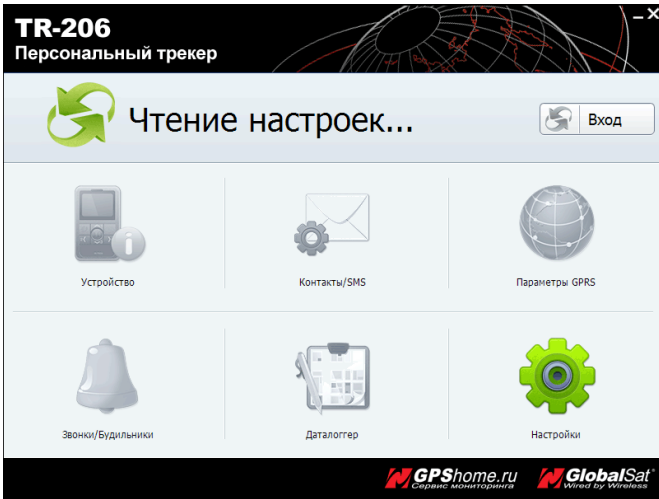 TR-206
Персональный трекер
Чтение настроек...
Вход
Устройство
Контакты/SMS
Параметры GPRS
Звонки/Будильники
Даталоггер
Настройки
GPShome.ru
Сервис мониторинга
GlobalSat
Wired by Wireless